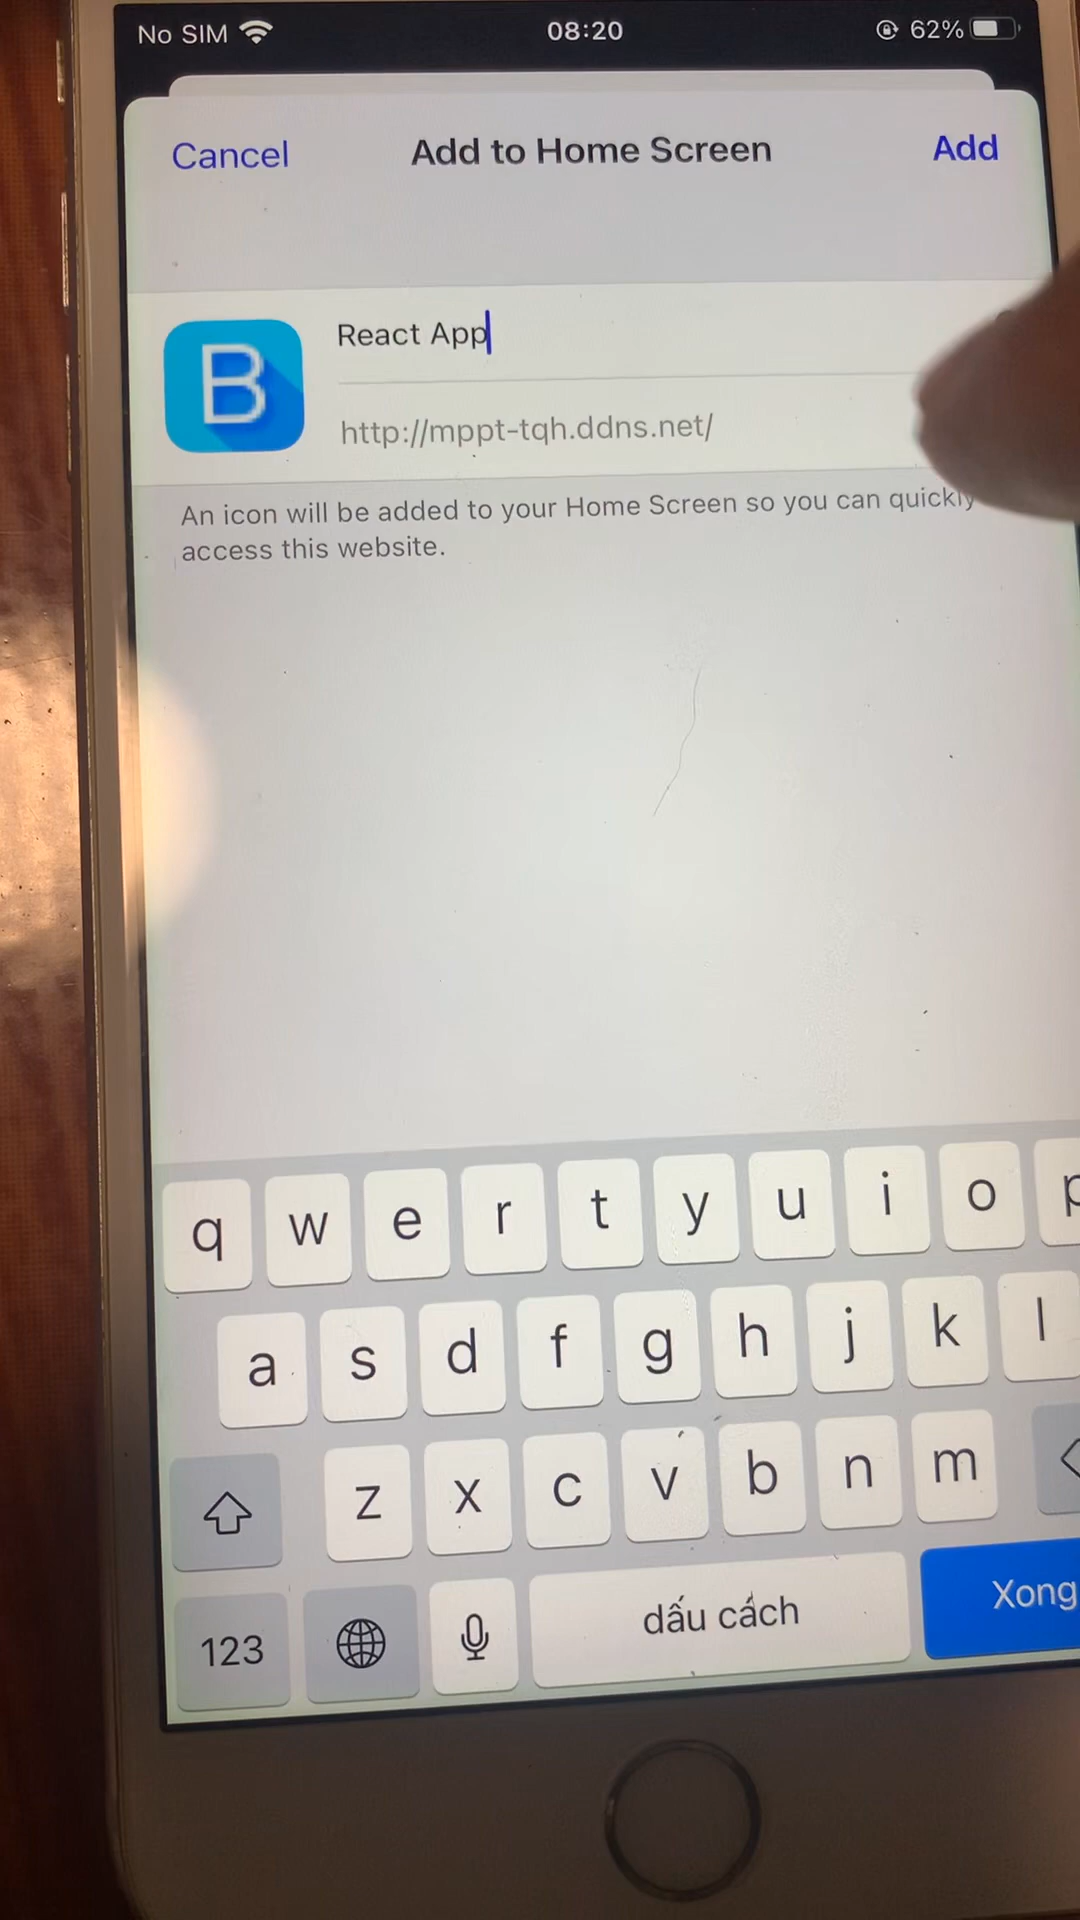 No SIM 08:20 62%
Cancel Add to Home Screen Add
B
React App
http://mppt-tqh.ddns.net/
An icon will be added to your Home Screen so you can quickly
access this website.
q w e r t y u i o p
a s d f g h j k l
z x c v b n m
123 dấu cách Xong